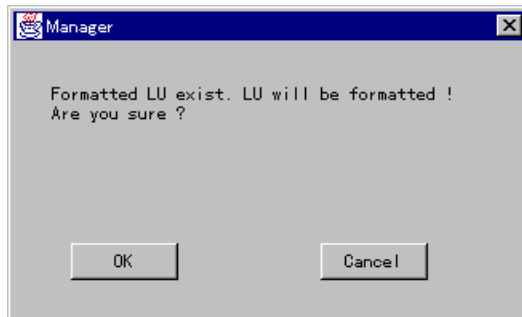 Manager
Formatted LU exist. LU will be formatted !
Are you sure ?
OK
Cancel